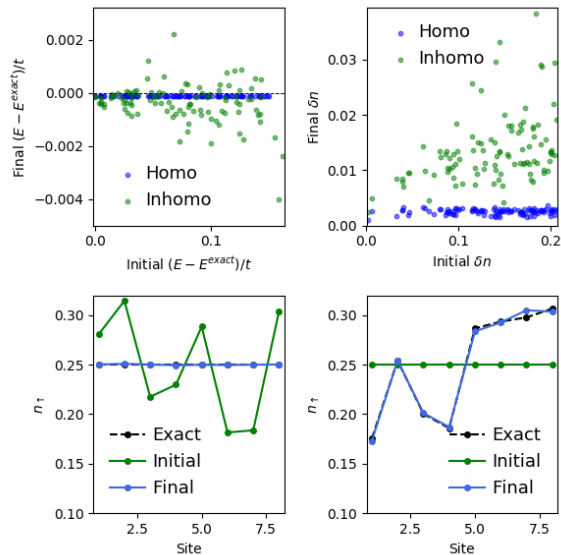 Final (E − E^{exact})/t
0.002
0.000
−0.002
−0.004
Homo
Inhomo
0.0
0.1
Initial (E − E^{exact})/t
Final δn
0.03
0.02
0.01
0.00
Homo
Inhomo
0.0
0.1
0.2
Initial δn
n↑
0.30
0.25
0.20
0.15
0.10
Exact
Initial
Final
2.5
5.0
7.5
Site
n↑
0.30
0.25
0.20
0.15
0.10
Exact
Initial
Final
2.5
5.0
7.5
Site